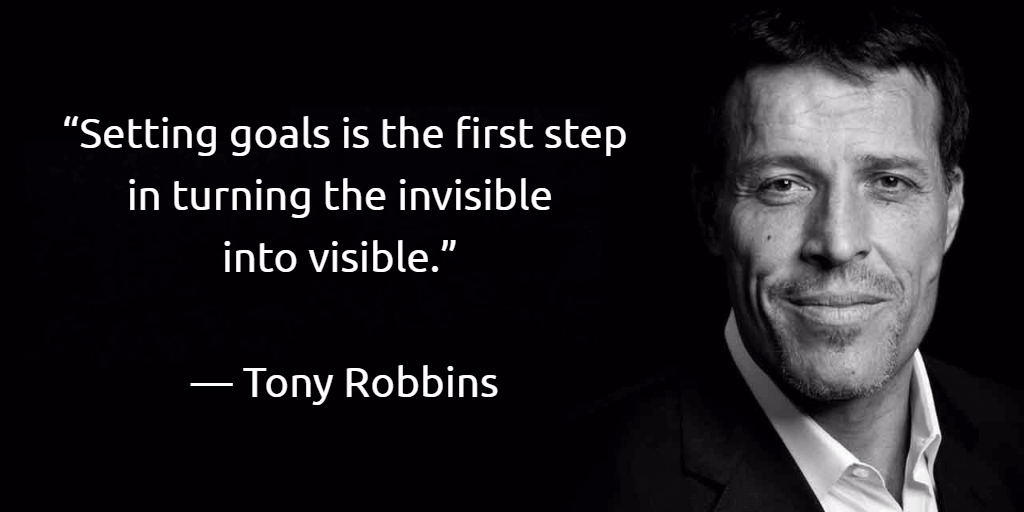 “Setting goals is the first step
in turning the invisible
into visible.”
— Tony Robbins